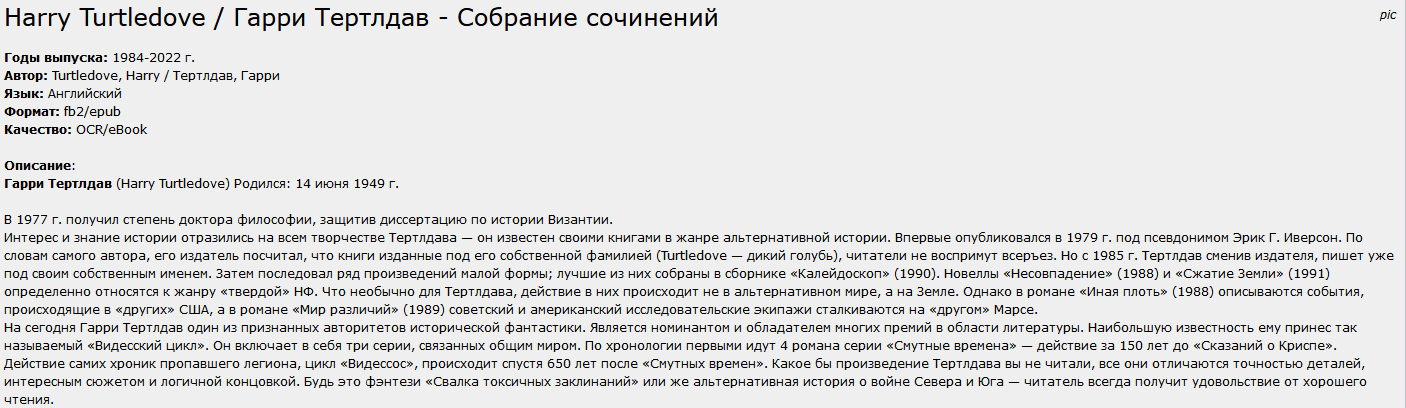 Harry Turtledove / Гарри Тертлдав - Собрание сочинений
pic
Годы выпуска: 1984-2022 г.
Автор: Turtledove, Harry / Тертлдав, Гарри
Язык: Английский
Формат: fb2/epub
Качество: OCR/eBook
Описание:
Гарри Тертлдав (Harry Turtledove) Родился: 14 июня 1949 г.
В 1977 г. получил степень доктора философии, защитив диссертацию по истории Византии.
Интерес и знание истории отразились на всем творчестве Тертлдава — он известен своими книгами в жанре альтернативной истории. Впервые опубликовался в 1979 г. под псевдонимом Эрик Г. Иверсон. По
словам самого автора, его издатель посчитал, что книги изданные под его собственной фамилией (Turtledove — дикий голубь), читатели не воспримут всерьез. Но с 1985 г. Тертлдав сменив издателя, пишет уже
под своим собственным именем. Затем последовал ряд произведений малой формы; лучшие из них собраны в сборнике «Калейдоскоп» (1990). Новеллы «Несовпадение» (1988) и «Сжатие Земли» (1991)
определенно относятся к жанру «твердой» НФ. Что необычно для Тертлдава, действие в них происходит не в альтернативном мире, а на Земле. Однако в романе «Иная плоть» (1988) описываются события,
происходящие в «других» США, а в романе «Мир различий» (1989) советский и американский исследовательские экипажи сталкиваются на «другом» Марсе.
На сегодня Гарри Тертлдав один из признанных авторитетов исторической фантастики. Является номинантом и обладателем многих премий в области литературы. Наибольшую известность ему принес так
называемый «Видесский цикл». Он включает в себя три серии, связанных общим миром. По хронологии первыми идут 4 романа серии «Смутные времена» — действие за 150 лет до «Сказаний о Криспе».
Действие самих хроник пропавшего легиона, цикл «Видессос», происходит спустя 650 лет после «Смутных времен». Какое бы произведение Тертлдава вы не читали, все они отличаются точностью деталей,
интересным сюжетом и логичной концовкой. Будь это фэнтези «Свалка токсичных заклинаний» или же альтернативная история о войне Севера и Юга — читатель всегда получит удовольствие от хорошего
чтения.